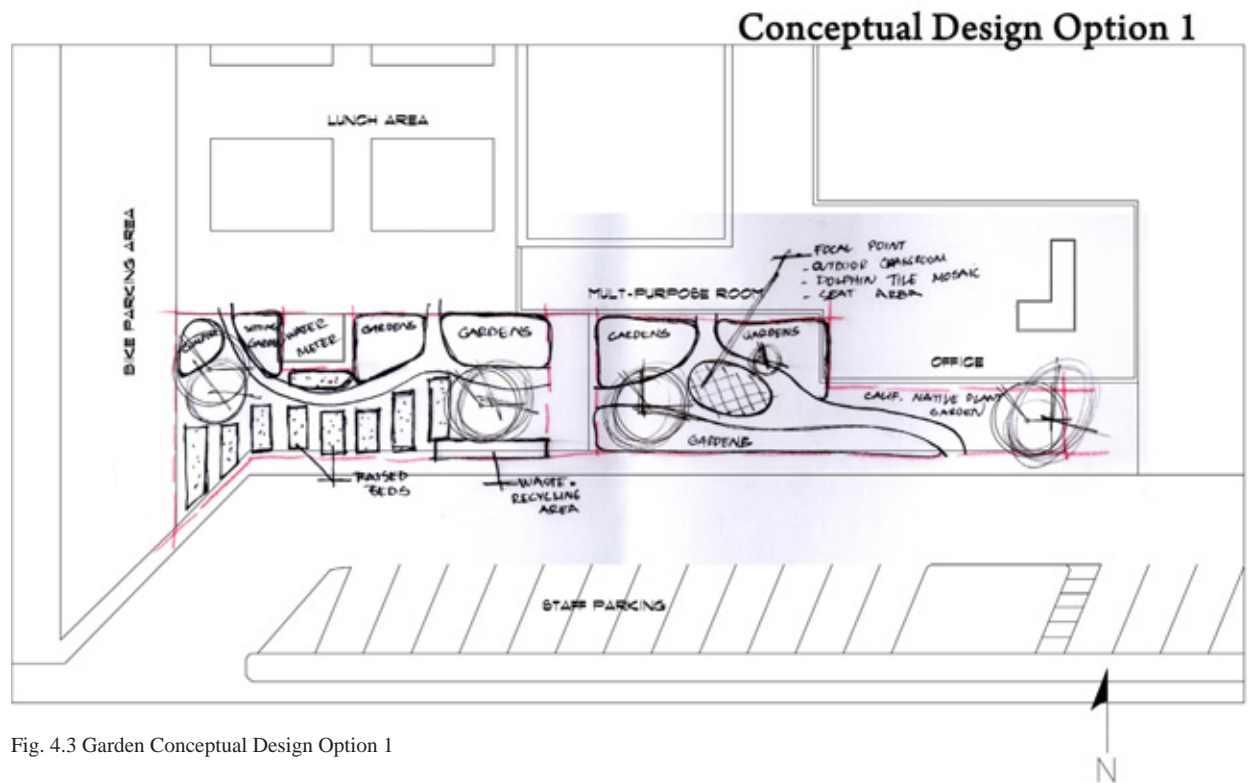 Conceptual Design Option 1
LUNCH AREA
BIKE PARKING AREA
FOCAL POINT
- OUTDOOR CLASSROOM
- DOLPHIN TILE MOSAIC
- SEAT AREA
MULT-PURPOSE ROOM
WATER
METER
GARDENS
GARDENS
GARDENS
GARDENS
OFFICE
CALIF. NATIVE PLANT
GARDEN
GARDENS
RAISED
BEDS
WASTE &
RECYCLING
AREA
STAFF PARKING
N
Fig. 4.3 Garden Conceptual Design Option 1